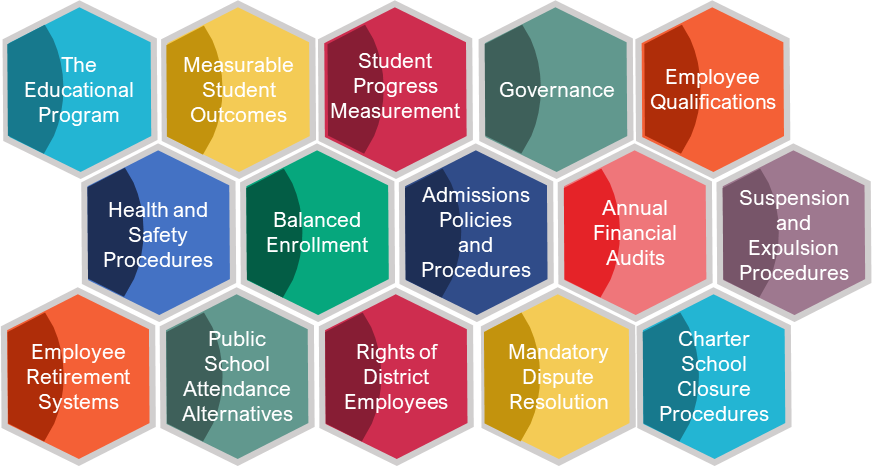 The
Educational
Program
Measurable
Student
Outcomes
Student
Progress
Measurement
Governance
Employee
Qualifications
Health and
Safety
Procedures
Balanced
Enrollment
Admissions
Policies
and
Procedures
Annual
Financial
Audits
Suspension
and
Expulsion
Procedures
Employee
Retirement
Systems
Public
School
Attendance
Alternatives
Rights of
District
Employees
Mandatory
Dispute
Resolution
Charter
School
Closure
Procedures